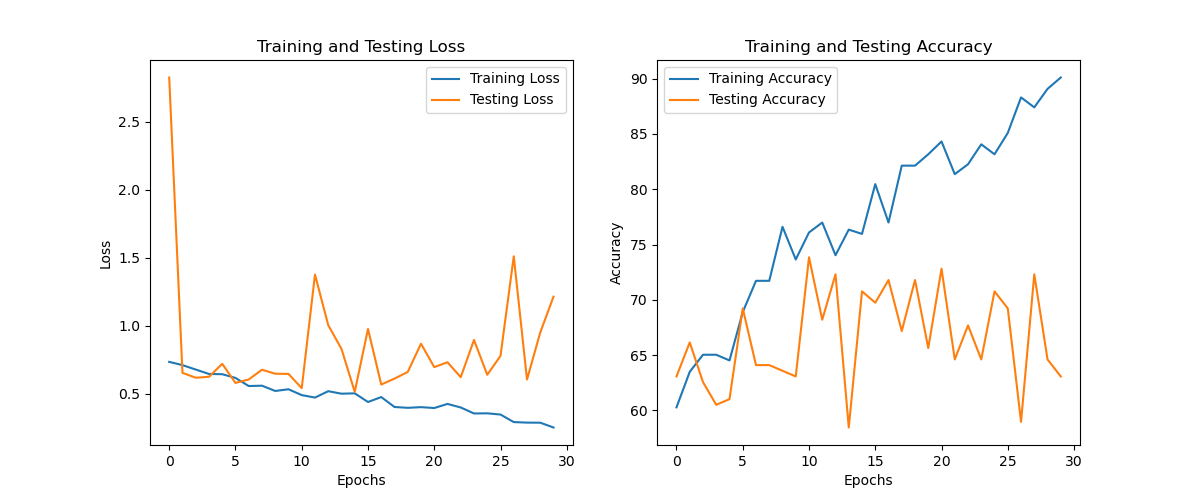 Training and Testing Loss
Training Loss
Testing Loss
Loss
2.5
2.0
1.5
1.0
0.5
0 5 10 15 20 25 30
Epochs
Training and Testing Accuracy
Training Accuracy
Testing Accuracy
Accuracy
90
85
80
75
70
65
60
0 5 10 15 20 25 30
Epochs